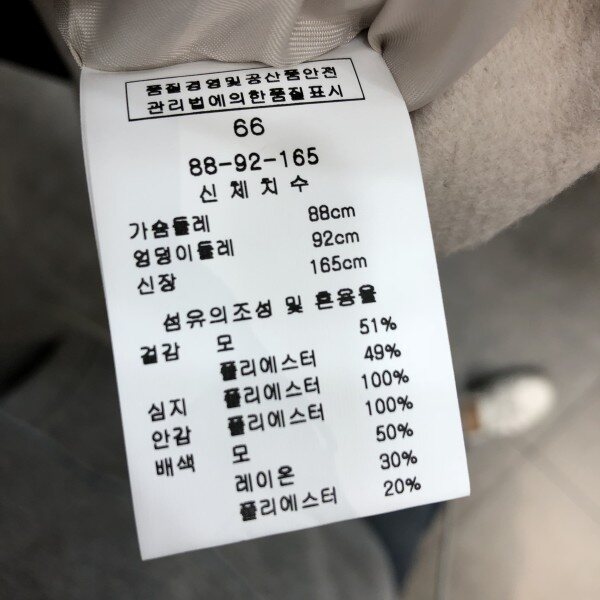 품질경영및공산품안전
관리법에의한품질표시
66
88-92-165
신체치수
가슴둘레 88cm
엉덩이둘레 92cm
신장 165cm
섬유의조성 및 혼용율
겉감 모 51%
폴리에스터 49%
심지 폴리에스터 100%
안감 폴리에스터 100%
배색 모 50%
레이온 30%
폴리에스터 20%